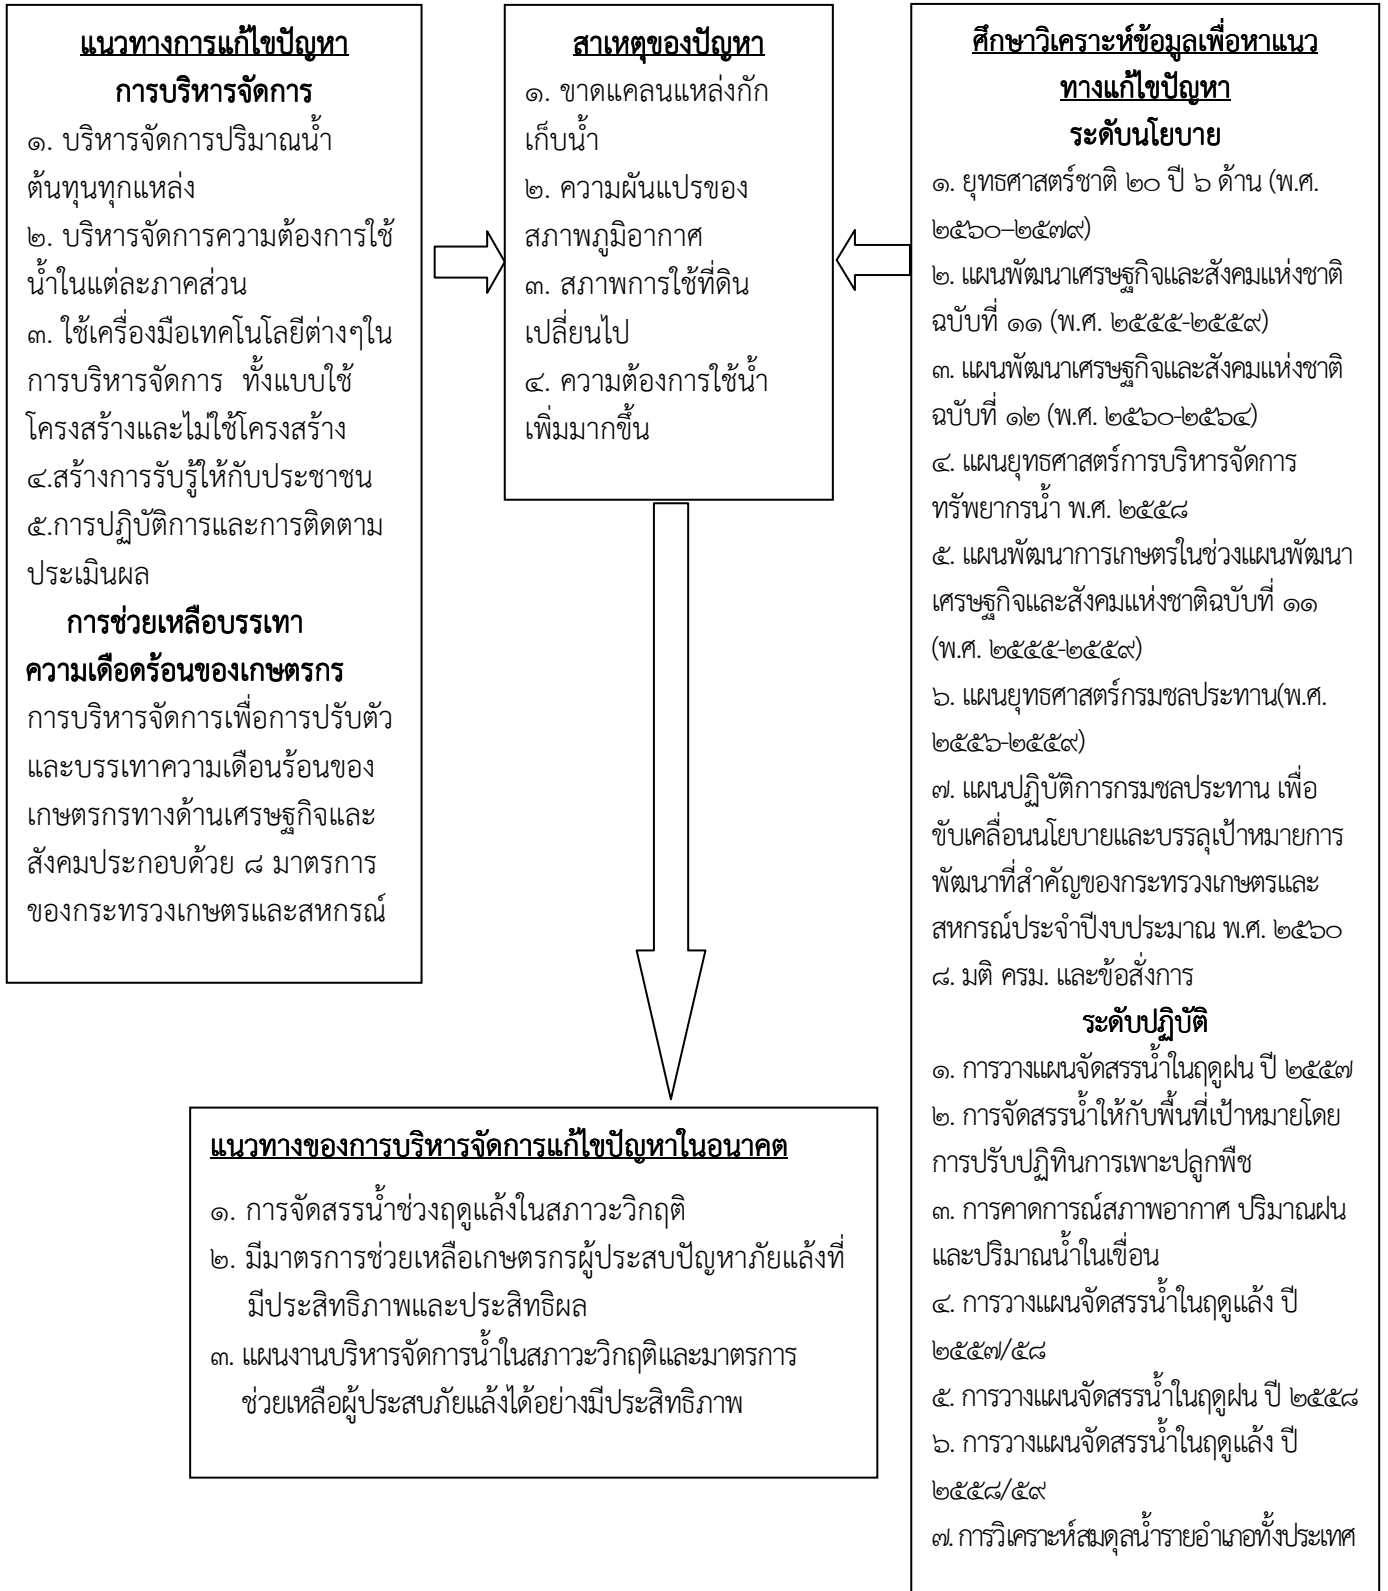 แนวทางการแก้ไขปัญหา
การบริหารจัดการ
๑. บริหารจัดการปริมาณน้ำ
ต้นทุนทุกแหล่ง
๒. บริหารจัดการความต้องการใช้
น้ำในแต่ละภาคส่วน
๓. ใช้เครื่องมือเทคโนโลยีต่างๆใน
การบริหารจัดการ ทั้งแบบใช้
โครงสร้างและไม่ใช้โครงสร้าง
๔.สร้างการรับรู้ให้กับประชาชน
๕.การปฏิบัติการและการติดตาม
ประเมินผล
การช่วยเหลือบรรเทา
ความเดือดร้อนของเกษตรกร
การบริหารจัดการเพื่อการปรับตัว
และบรรเทาความเดือนร้อนของ
เกษตรกรทางด้านเศรษฐกิจและ
สังคมประกอบด้วย ๘ มาตรการ
ของกระทรวงเกษตรและสหกรณ์
สาเหตุของปัญหา
๑. ขาดแคลนแหล่งกัก
เก็บน้ำ
๒. ความผันแปรของ
สภาพภูมิอากาศ
๓. สภาพการใช้ที่ดิน
เปลี่ยนไป
๔. ความต้องการใช้น้ำ
เพิ่มมากขึ้น
ศึกษาวิเคราะห์ข้อมูลเพื่อหาแนว
ทางแก้ไขปัญหา
ระดับนโยบาย
๑. ยุทธศาสตร์ชาติ ๒๐ ปี ๖ ด้าน (พ.ศ.
๒๕๖๐–๒๕๗๙)
๒. แผนพัฒนาเศรษฐกิจและสังคมแห่งชาติ
ฉบับที่ ๑๑ (พ.ศ. ๒๕๕๕-๒๕๕๙)
๓. แผนพัฒนาเศรษฐกิจและสังคมแห่งชาติ
ฉบับที่ ๑๒ (พ.ศ. ๒๕๖๐-๒๕๖๔)
๔. แผนยุทธศาสตร์การบริหารจัดการ
ทรัพยากรน้ำ พ.ศ. ๒๕๕๘
๕. แผนพัฒนาการเกษตรในช่วงแผนพัฒนา
เศรษฐกิจและสังคมแห่งชาติฉบับที่ ๑๑
(พ.ศ. ๒๕๕๕-๒๕๕๙)
๖. แผนยุทธศาสตร์กรมชลประทาน(พ.ศ.
๒๕๕๖-๒๕๕๙)
๗. แผนปฏิบัติการกรมชลประทาน เพื่อ
ขับเคลื่อนนโยบายและบรรลุเป้าหมายการ
พัฒนาที่สำคัญของกระทรวงเกษตรและ
สหกรณ์ประจำปีงบประมาณ พ.ศ. ๒๕๖๐
๘. มติ ครม. และข้อสั่งการ
ระดับปฏิบัติ
๑. การวางแผนจัดสรรน้ำในฤดูฝน ปี ๒๕๕๗
๒. การจัดสรรน้ำให้กับพื้นที่เป้าหมายโดย
การปรับปฏิทินการเพาะปลูกพืช
๓. การคาดการณ์สภาพอากาศ ปริมาณฝน
และปริมาณน้ำในเขื่อน
๔. การวางแผนจัดสรรน้ำในฤดูแล้ง ปี
๒๕๕๗/๕๘
๕. การวางแผนจัดสรรน้ำในฤดูฝน ปี ๒๕๕๘
๖. การวางแผนจัดสรรน้ำในฤดูแล้ง ปี
๒๕๕๘/๕๙
๗. การวิเคราะห์สมดุลน้ำรายอำเภอทั้งประเทศ
แนวทางของการบริหารจัดการแก้ไขปัญหาในอนาคต
๑. การจัดสรรน้ำช่วงฤดูแล้งในสภาวะวิกฤติ
๒. มีมาตรการช่วยเหลือเกษตรกรผู้ประสบปัญหาภัยแล้งที่
มีประสิทธิภาพและประสิทธิผล
๓. แผนงานบริหารจัดการน้ำในสภาวะวิกฤติและมาตรการ
ช่วยเหลือผู้ประสบภัยแล้งได้อย่างมีประสิทธิภาพ